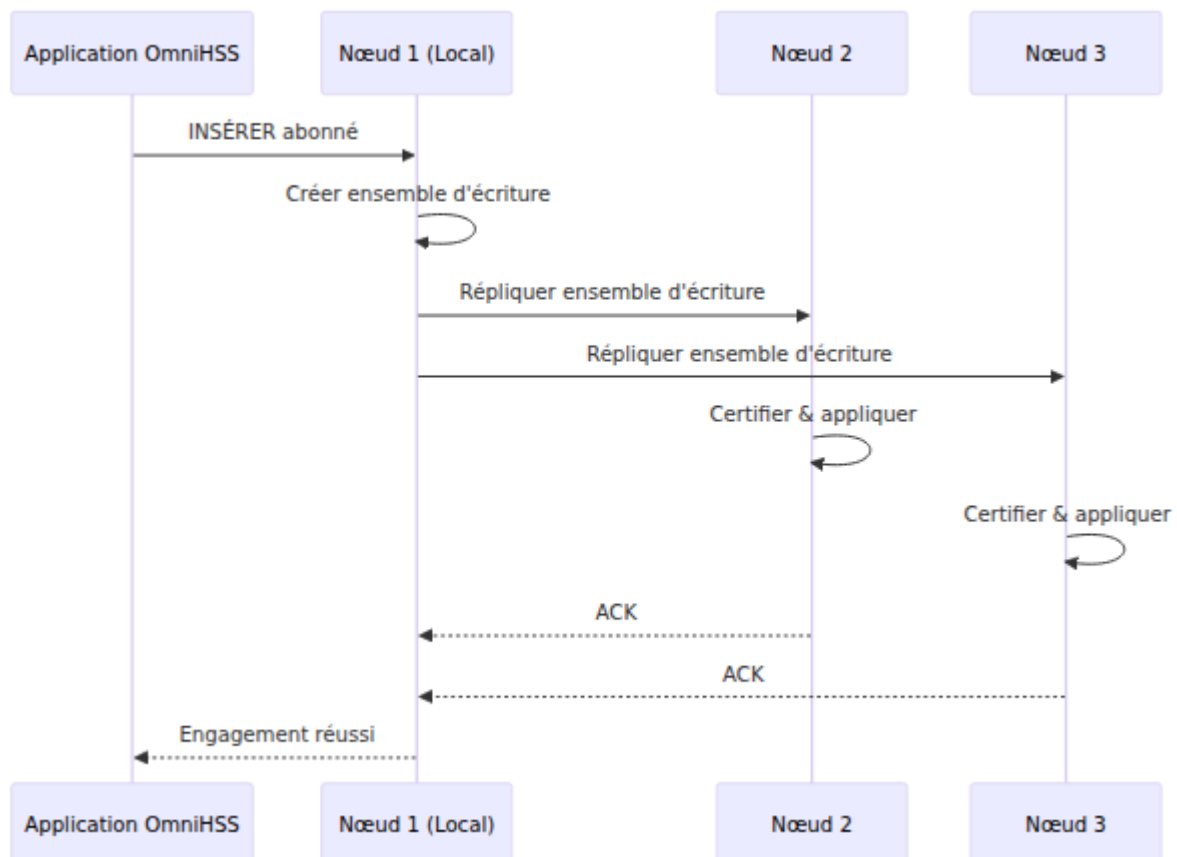 Application OmniHSS
Nœud 1 (Local)
Nœud 2
Nœud 3
INSÉRER abonné
Créer ensemble d'écriture
Répliquer ensemble d'écriture
Répliquer ensemble d'écriture
Certifier & appliquer
Certifier & appliquer
ACK
ACK
Engagement réussi
Application OmniHSS
Nœud 1 (Local)
Nœud 2
Nœud 3